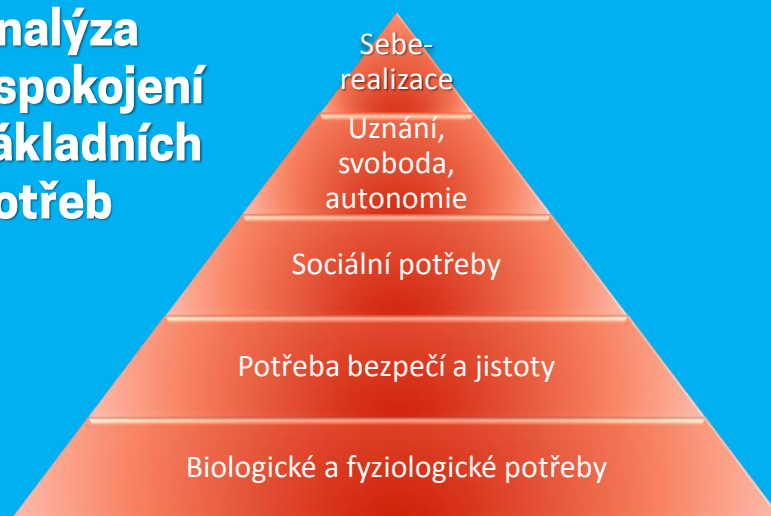 nalýza
spokojení
ákladních
otřeb
Sebe-
realizace
Uznání,
svoboda,
autonomie
Sociální potřeby
Potřeba bezpečí a jistoty
Biologické a fyziologické potřeby